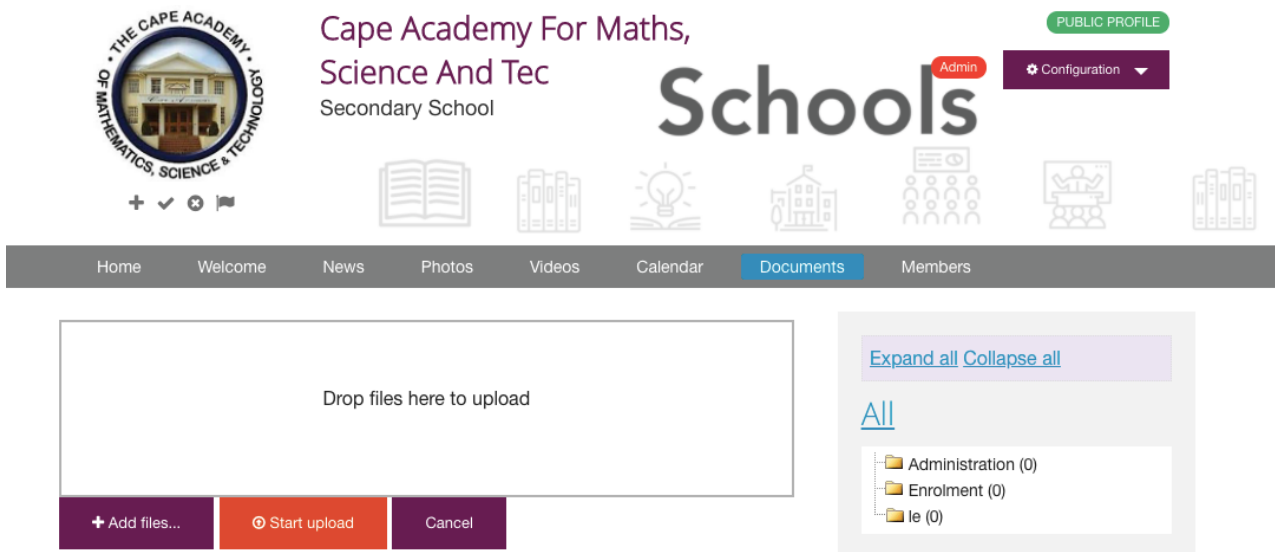 THE CAPE ACADEMY
OF MATHEMATICS, SCIENCE & TECHNOLOGY
Cape Academy For Maths,
Science And Tec
Secondary School
Schools
Admin
PUBLIC PROFILE
Configuration
Home Welcome News Photos Videos Calendar Documents Members
Drop files here to upload
Add files... Start upload Cancel
Expand all Collapse all
All
Administration (0)
Enrolment (0)
le (0)